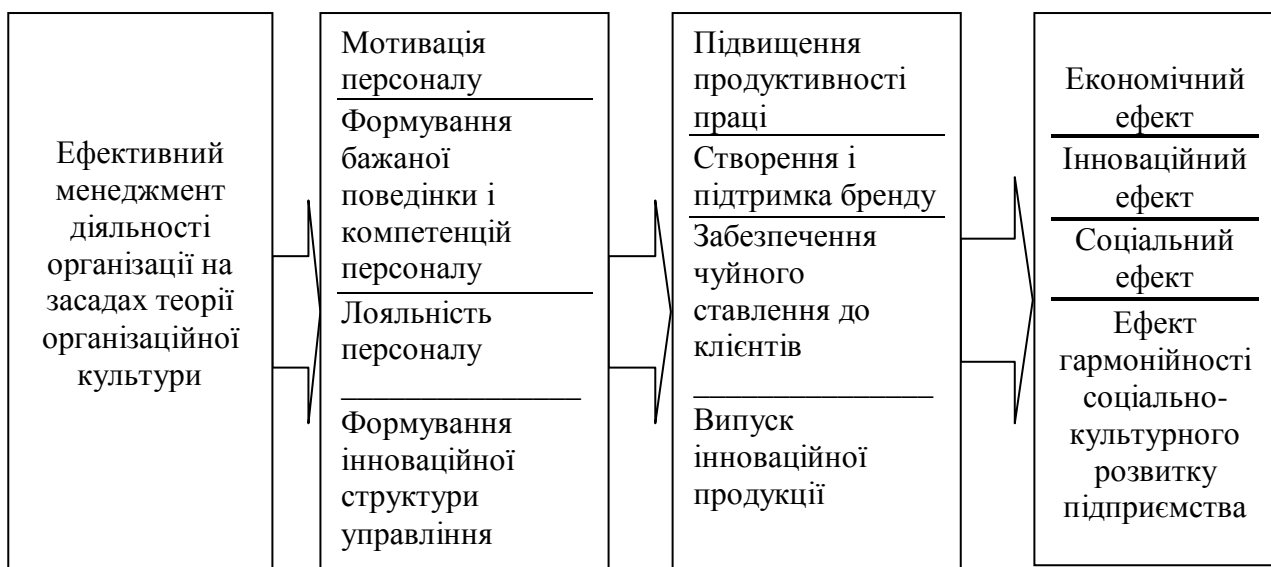 Ефективний
менеджмент
діяльності
організації на
засадах теорії
організаційної
культури
Мотивація
персоналу
Формування
бажаної
поведінки і
компетенцій
персоналу
Лояльність
персоналу
Формування
інноваційної
структури
управління
Підвищення
продуктивності
праці
Створення і
підтримка бренду
Забезпечення
чуйного
ставлення до
клієнтів
Випуск
інноваційної
продукції
Економічний
ефект
Інноваційний
ефект
Соціальний
ефект
Ефект
гармонійності
соціально-
культурного
розвитку
підприємства